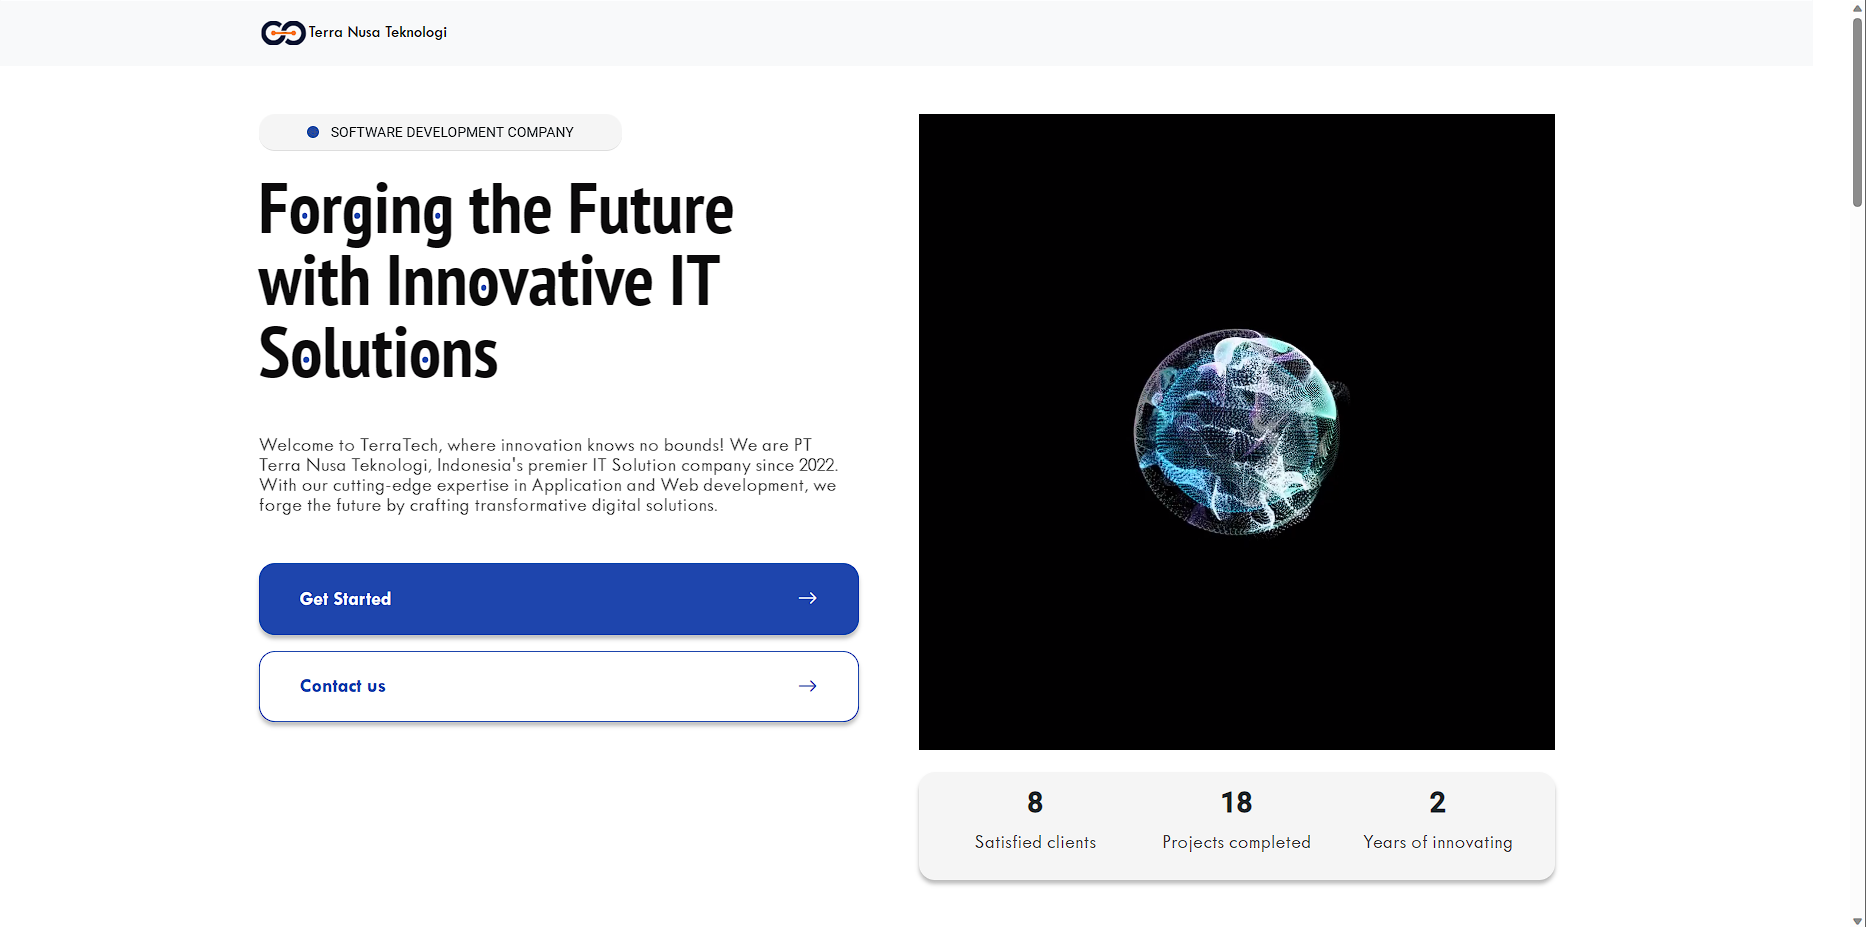 Terra Nusa Teknologi
SOFTWARE DEVELOPMENT COMPANY
Forging the Future
with Innovative IT
Solutions
Welcome to TerraTech, where innovation knows no bounds! We are PT
Terra Nusa Teknologi, Indonesia's premier IT Solution company since 2022.
With our cutting-edge expertise in Application and Web development, we
forge the future by crafting transformative digital solutions.
Get Started
Contact us
8
Satisfied clients
18
Projects completed
2
Years of innovating